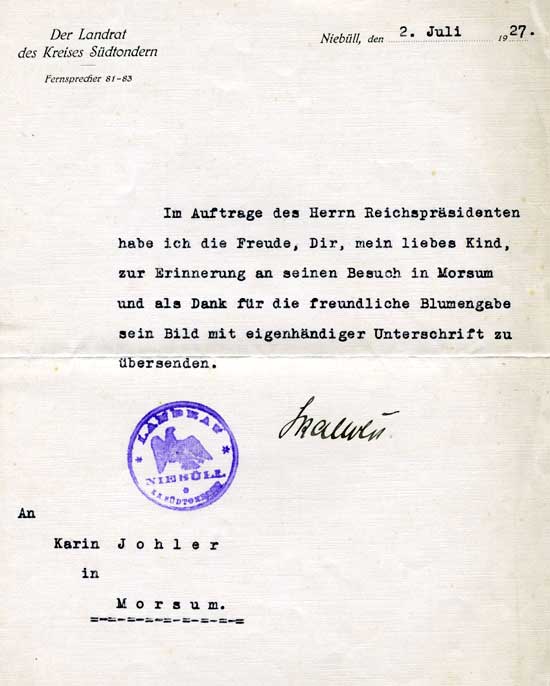 Der Landrat
des Kreises Südtondern
Fernsprecher 81-83
Niebüll, den 2. Juli 1927.
Im Auftrage des Herrn Reichspräsidenten
habe ich die Freude, Dir, mein liebes Kind,
zur Erinnerung an seinen Besuch in Morsum
und als Dank für die freundliche Blumengabe
sein Bild mit eigenhändiger Unterschrift zu
übersenden.
Skalweit.
LANDRAT
NIEBÜLL
An
Karin Johler
in
Morsum.